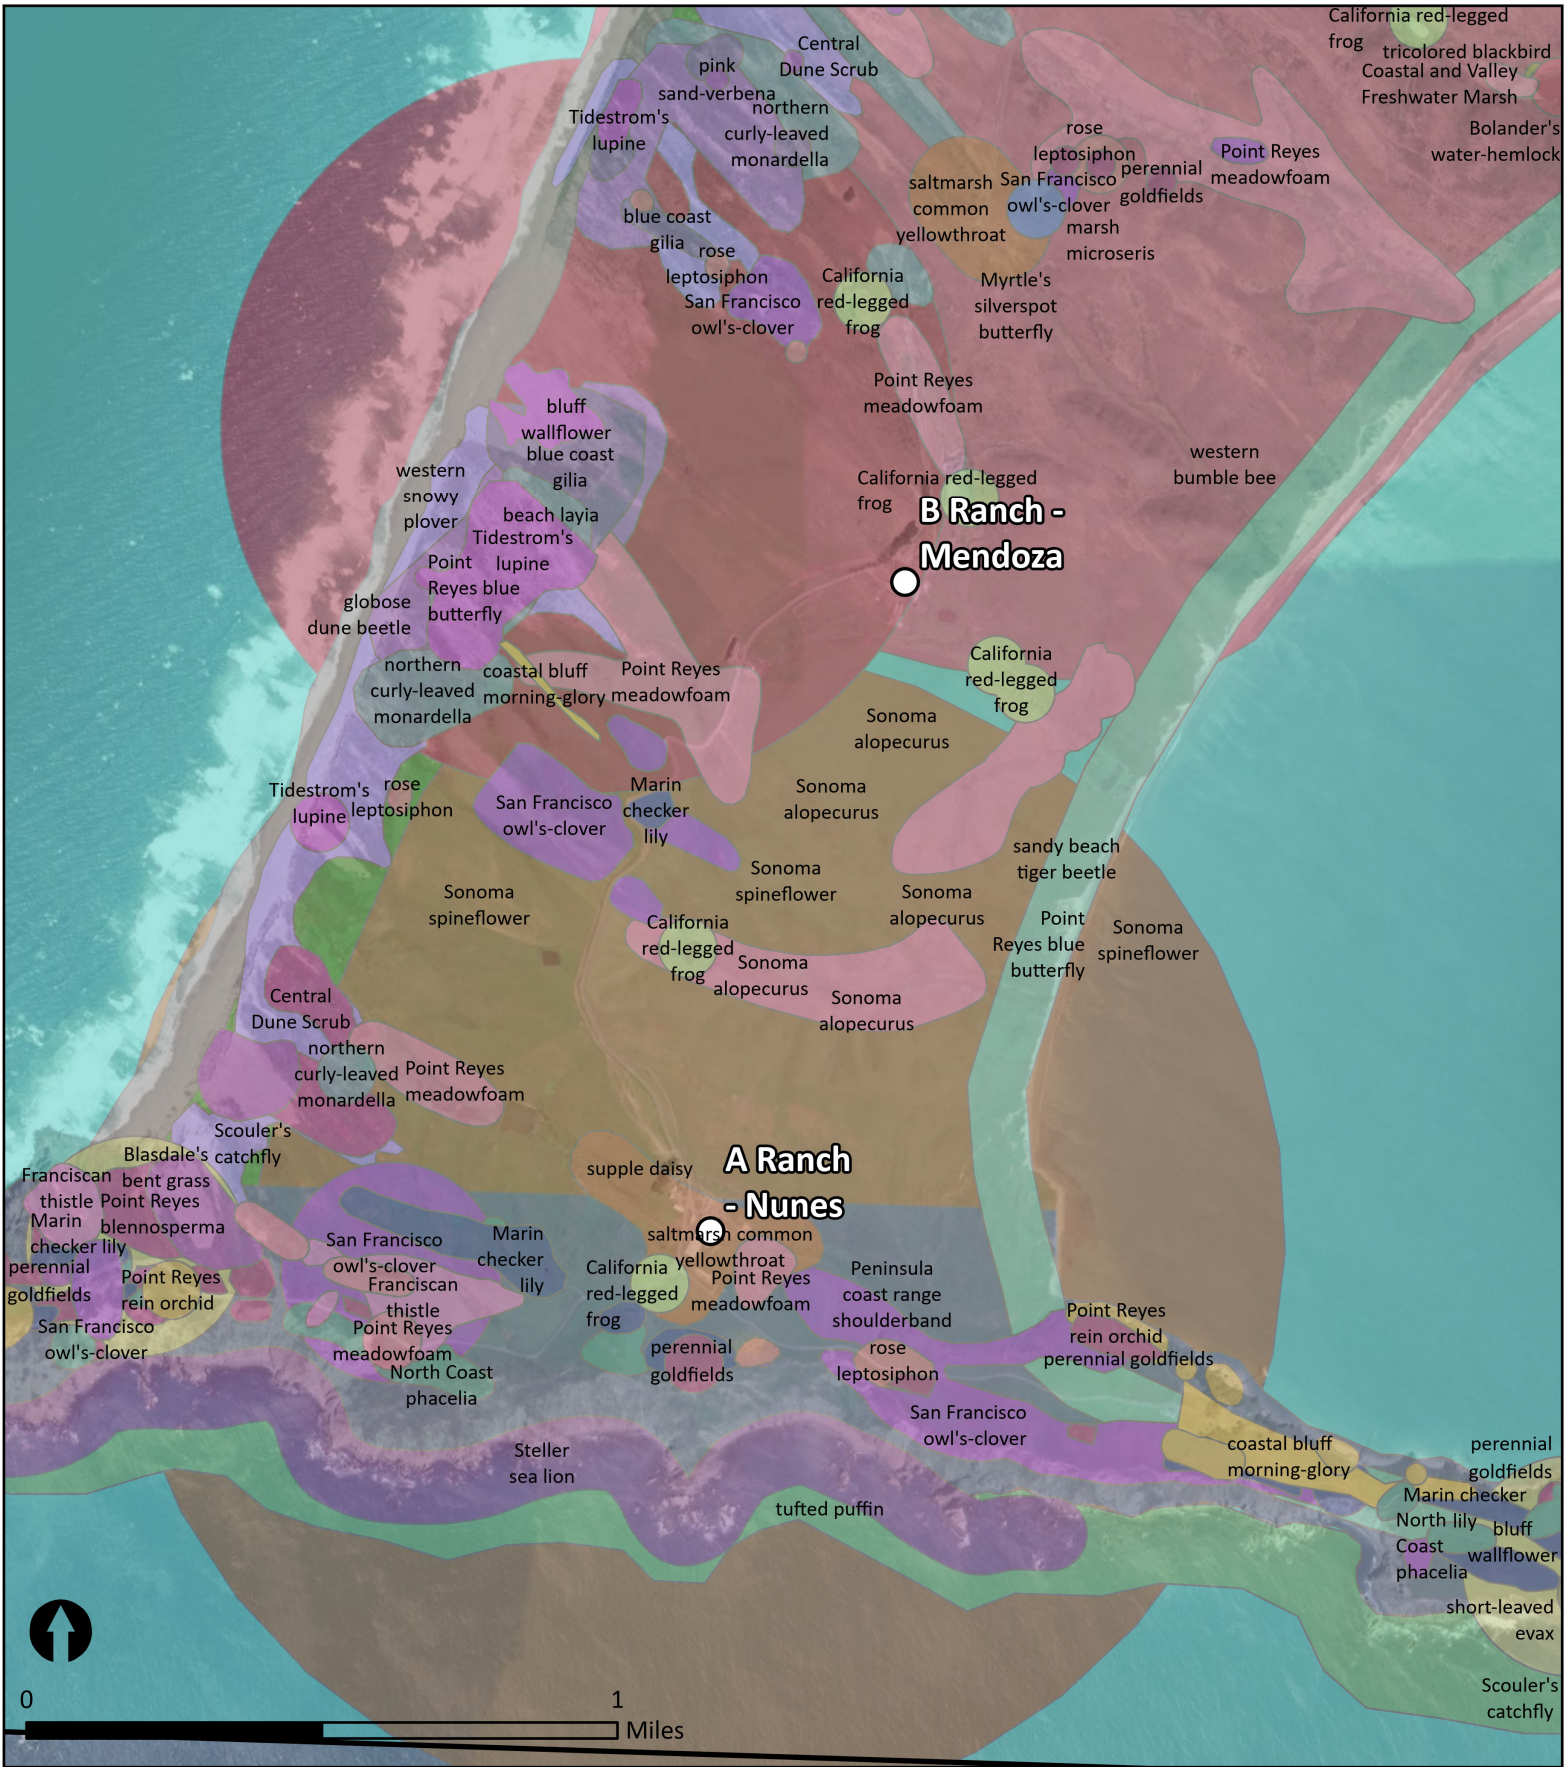 California red-legged
frog
tricolored blackbird
Coastal and Valley
Freshwater Marsh
Bolander's
water-hemlock
Central
Dune Scrub
pink
sand-verbena
northern
curly-leaved
monardella
Tidestrom's
lupine
rose
leptosiphon
perennial
goldfields
Point Reyes
meadowfoam
saltmarsh
common
yellowthroat
San Francisco
owl's-clover
marsh
microseris
blue coast
gilia
rose
leptosiphon
San Francisco
owl's-clover
California
red-legged
frog
Myrtle's
silverspot
butterfly
Point Reyes
meadowfoam
bluff
wallflower
blue coast
gilia
western
snowy
plover
California red-legged
frog
western
bumble bee
B Ranch -
Mendoza
beach layia
Tidestrom's
lupine
Point
Reyes blue
butterfly
globose
dune beetle
northern
curly-leaved
monardella
coastal bluff
morning-glory
Point Reyes
meadowfoam
California
red-legged
frog
Sonoma
alopecurus
Tidestrom's
lupine
rose
leptosiphon
San Francisco
owl's-clover
Marin
checker
lily
Sonoma
alopecurus
sandy beach
tiger beetle
Sonoma
spineflower
Sonoma
spineflower
Sonoma
alopecurus
Point
Reyes blue
butterfly
Sonoma
spineflower
California
red-legged
frog
Sonoma
alopecurus
Sonoma
alopecurus
Central
Dune Scrub
northern
curly-leaved
monardella
Point Reyes
meadowfoam
Scouler's
catchfly
Blasdale's
bent grass
Franciscan
thistle
Point Reyes
blennosperma
Marin
checker lily
perennial
goldfields
Point Reyes
rein orchid
San Francisco
owl's-clover
supple daisy
A Ranch
- Nunes
saltmarsh common
yellowthroat
San Francisco
owl's-clover
Marin
checker
lily
Franciscan
thistle
Point Reyes
meadowfoam
North Coast
phacelia
California
red-legged
frog
Point Reyes
meadowfoam
Peninsula
coast range
shoulderband
perennial
goldfields
rose
leptosiphon
Point Reyes
rein orchid
perennial goldfields
San Francisco
owl's-clover
Steller
sea lion
tufted puffin
coastal bluff
morning-glory
perennial
goldfields
Marin checker
lily
North
Coast
phacelia
bluff
wallflower
short-leaved
evax
Scouler's
catchfly
0 1
Miles